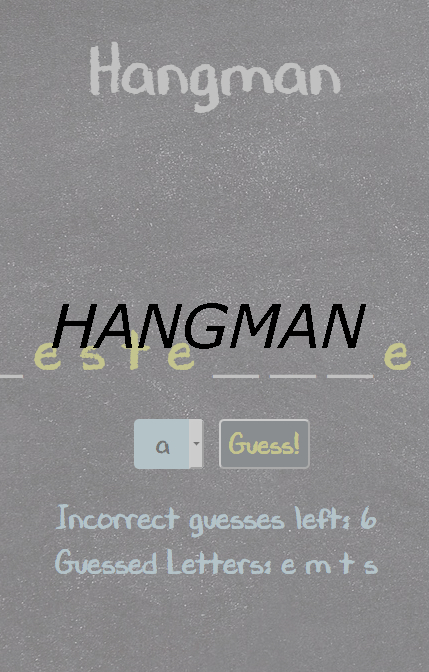 Hangman
HANGMAN
_ e s t e _ _ _ e
a Guess!
Incorrect guesses left: 6
Guessed Letters: e m t s